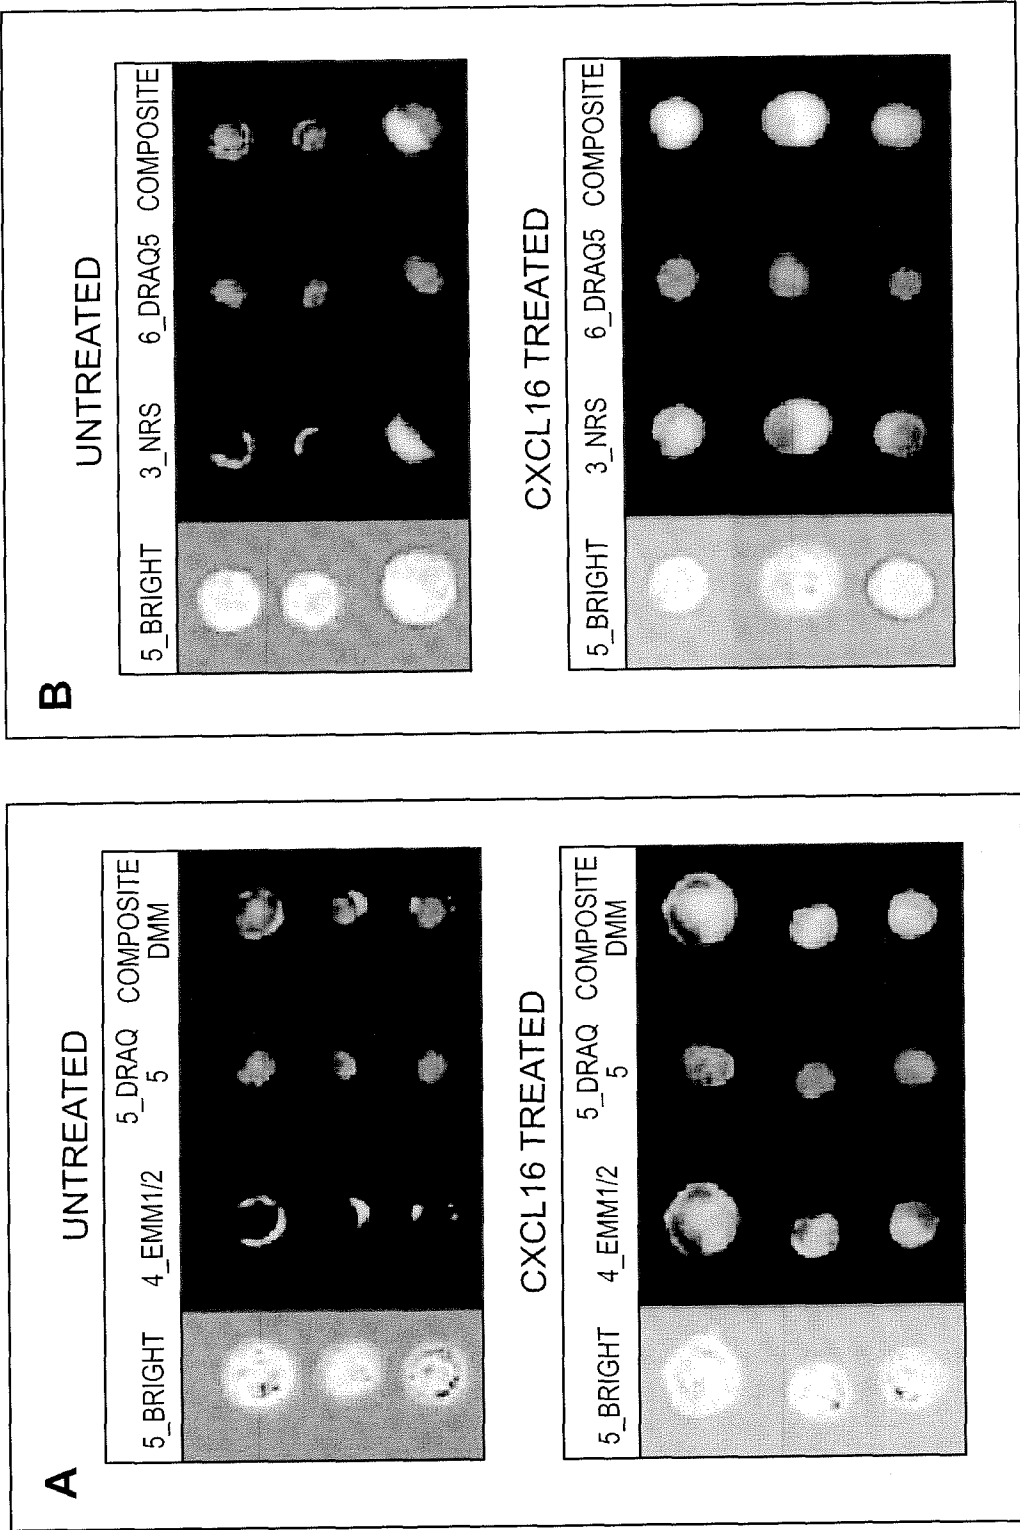 A
UNTREATED
5_BRIGHT 4_EMM1/2 5_DRAQ COMPOSITE
5 DMM
CXCL16 TREATED
5_BRIGHT 4_EMM1/2 5_DRAQ COMPOSITE
5 DMM
B
UNTREATED
5_BRIGHT 3_NRS 6_DRAQ5 COMPOSITE
CXCL16 TREATED
5_BRIGHT 3_NRS 6_DRAQ5 COMPOSITE